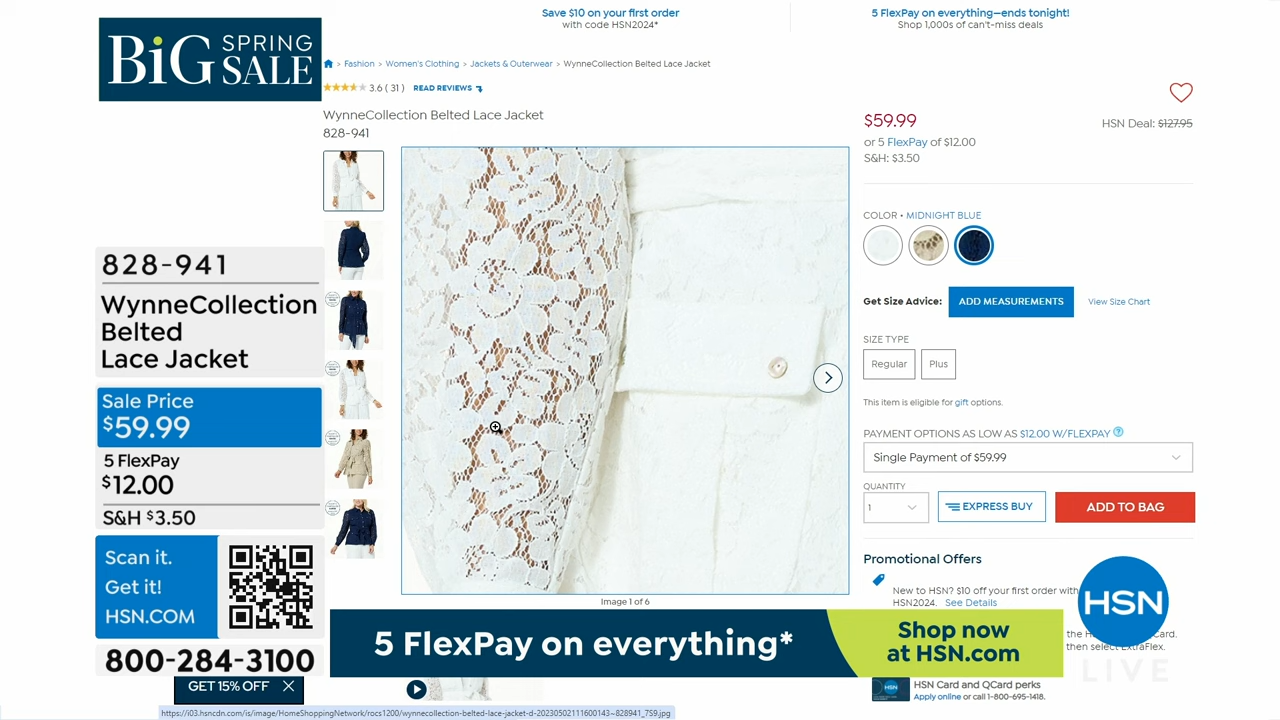 BiG SPRING
SALE
Save $10 on your first order
with code HSN2024*
5 FlexPay on everything—ends tonight!
Shop 1,000s of can't-miss deals
> Fashion > Women's Clothing > Jackets & Outerwear > WynneCollection Belted Lace Jacket
3.6 ( 31 ) READ REVIEWS
WynneCollection Belted Lace Jacket
828-941
$59.99
HSN Deal: $127.95
or 5 FlexPay of $12.00
S&H: $3.50
COLOR • MIDNIGHT BLUE
Get Size Advice: ADD MEASUREMENTS View Size Chart
SIZE TYPE
Regular Plus
This item is eligible for gift options.
PAYMENT OPTIONS AS LOW AS $12.00 W/FLEXPAY ?
Single Payment of $59.99
QUANTITY
1 EXPRESS BUY ADD TO BAG
Promotional Offers
New to HSN? $10 off your first order with
HSN2024. See Details
Card.
then select ExtraFlex.
HSN Card and QCard perks
Apply online or call 1-800-695-1418.
Image 1 of 6
828-941
WynneCollection
Belted
Lace Jacket
Sale Price
$59.99
5 FlexPay
$12.00
S&H $3.50
Scan it.
Get it!
HSN.COM
800-284-3100
GET 15% OFF
5 FlexPay on everything*
Shop now
at HSN.com
HSN
LIVE
https://i03.hsncdn.com/is/image/HomeShoppingNetwork/rocs1200/wynnecollection-belted-lace-jacket-d-20230502111600143~828941_7S9.jpg